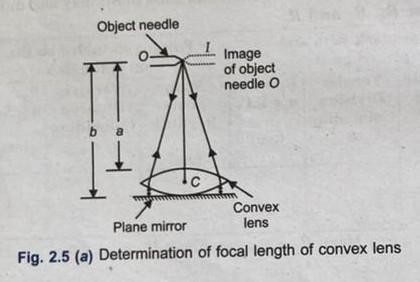 Object needle
O
I
Image
of object
needle O
b
a
C
Convex
lens
Plane mirror
Fig. 2.5 (a) Determination of focal length of convex lens